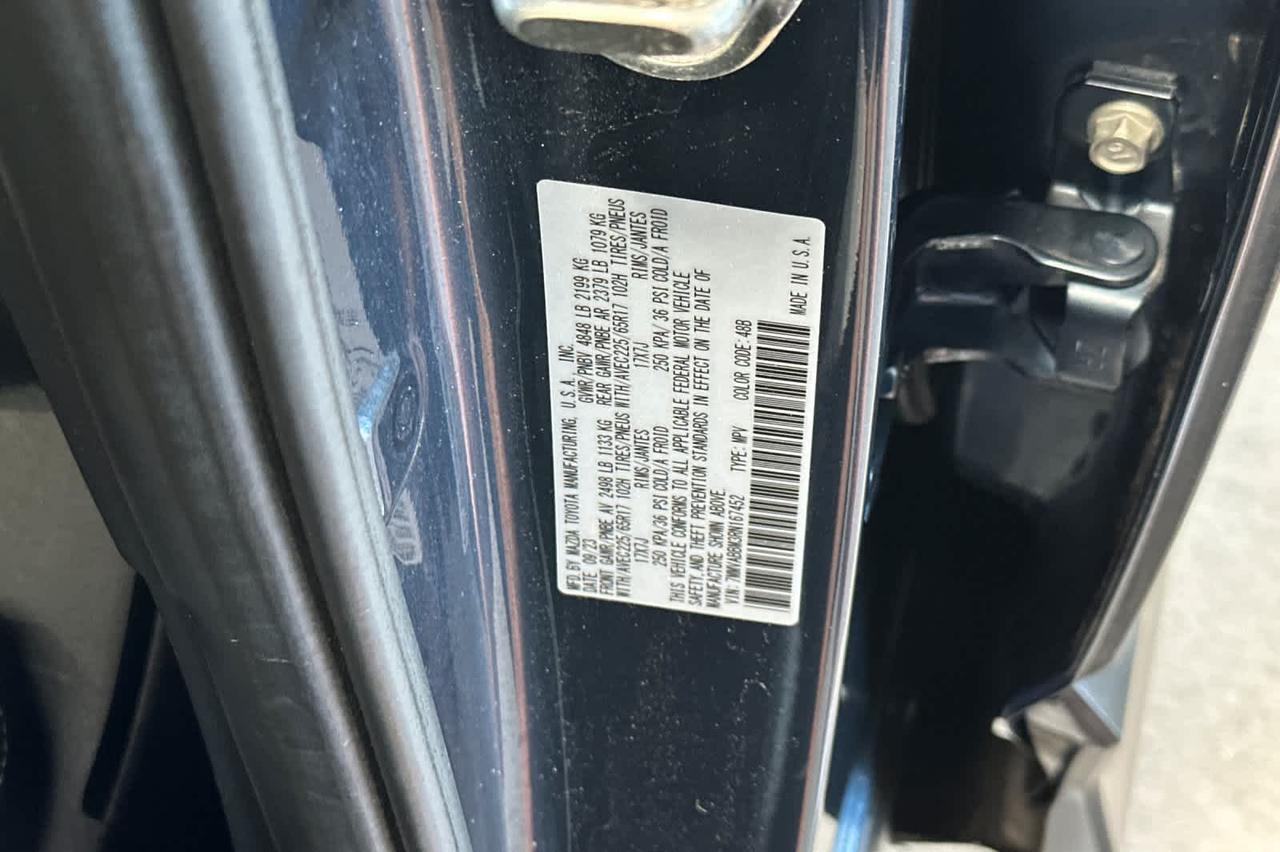 MFD. BY MAZDA TOYOTA MANUFACTURING, U.S.A., INC.
DATE 09/23 GVWR/PNBV 4848 LB 2199 KG
FRONT GAWR/PNBE AV 2498 LB 1133 KG REAR GAWR/PNBE AR 2379 LB 1079 KG
WITH/AVEC225/65R17 102H TIRES/PNEUS WITH/AVEC225/65R17 102H TIRES/PNEUS
17X7J RIMS/JANTES 17X7J RIMS/JANTES
250 KPA/36 PSI COLD/A FROID 250 KPA/36 PSI COLD/A FROID
THIS VEHICLE CONFORMS TO ALL APPLICABLE FEDERAL MOTOR VEHICLE
SAFETY, AND THEFT PREVENTION STANDARDS IN EFFECT ON THE DATE OF
MANUFACTURE SHOWN ABOVE.
VIN: 7MMVABBM3RN167452 TYPE: MPV COLOR CODE: 48B
MADE IN U.S.A.
9